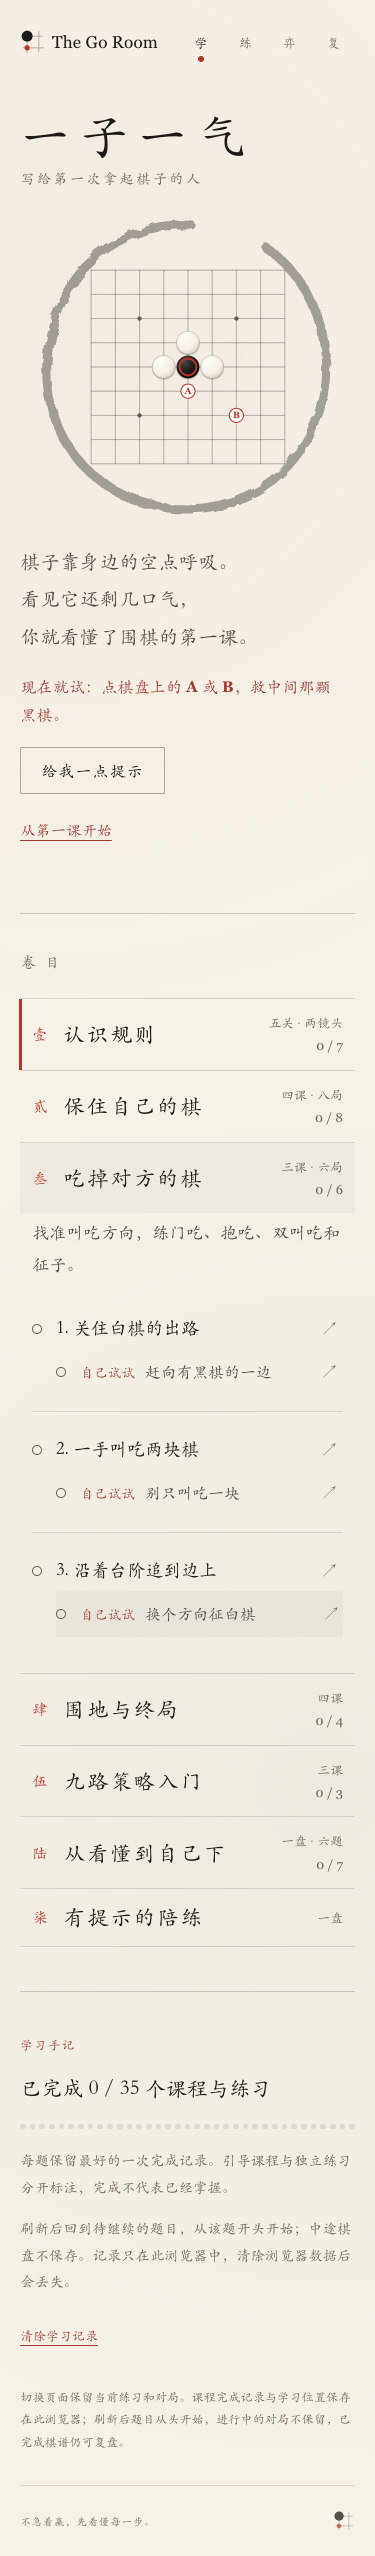 The Go Room 学 练 弈 复
一子一气
写给第一次拿起棋子的人
A
B
棋子靠身边的空点呼吸。
看见它还剩几口气，
你就看懂了围棋的第一课。
现在就试：点棋盘上的 A 或 B，救中间那颗
黑棋。
给我一点提示
从第一课开始
卷 目
壹 认识规则 五关 · 两镜头
0 / 7
贰 保住自己的棋 四课 · 八局
0 / 8
叁 吃掉对方的棋 三课 · 六局
0 / 6
找准叫吃方向，练门吃、抱吃、双叫吃和
征子。
1. 关住白棋的出路 ↗
自己试试 赶向有黑棋的一边 ↗
2. 一手叫吃两块棋 ↗
自己试试 别只叫吃一块 ↗
3. 沿着台阶追到边上 ↗
自己试试 换个方向征白棋 ↗
肆 围地与终局 四课
0 / 4
伍 九路策略入门 三课
0 / 3
陆 从看懂到自己下 一盘 · 六题
0 / 7
柒 有提示的陪练 一盘
学习手记
已完成 0 / 35 个课程与练习
每题保留最好的一次完成记录。引导课程与独立练习
分开标注，完成不代表已经掌握。
刷新后回到待继续的题目，从该题开头开始；中途棋
盘不保存。记录只在此浏览器中，清除浏览器数据后
会丢失。
清除学习记录
切换页面保留当前练习和对局。课程完成记录与学习位置保存
在此浏览器；刷新后题目从头开始，进行中的对局不保留，已
完成棋谱仍可复盘。
不急着赢，先看懂每一步。